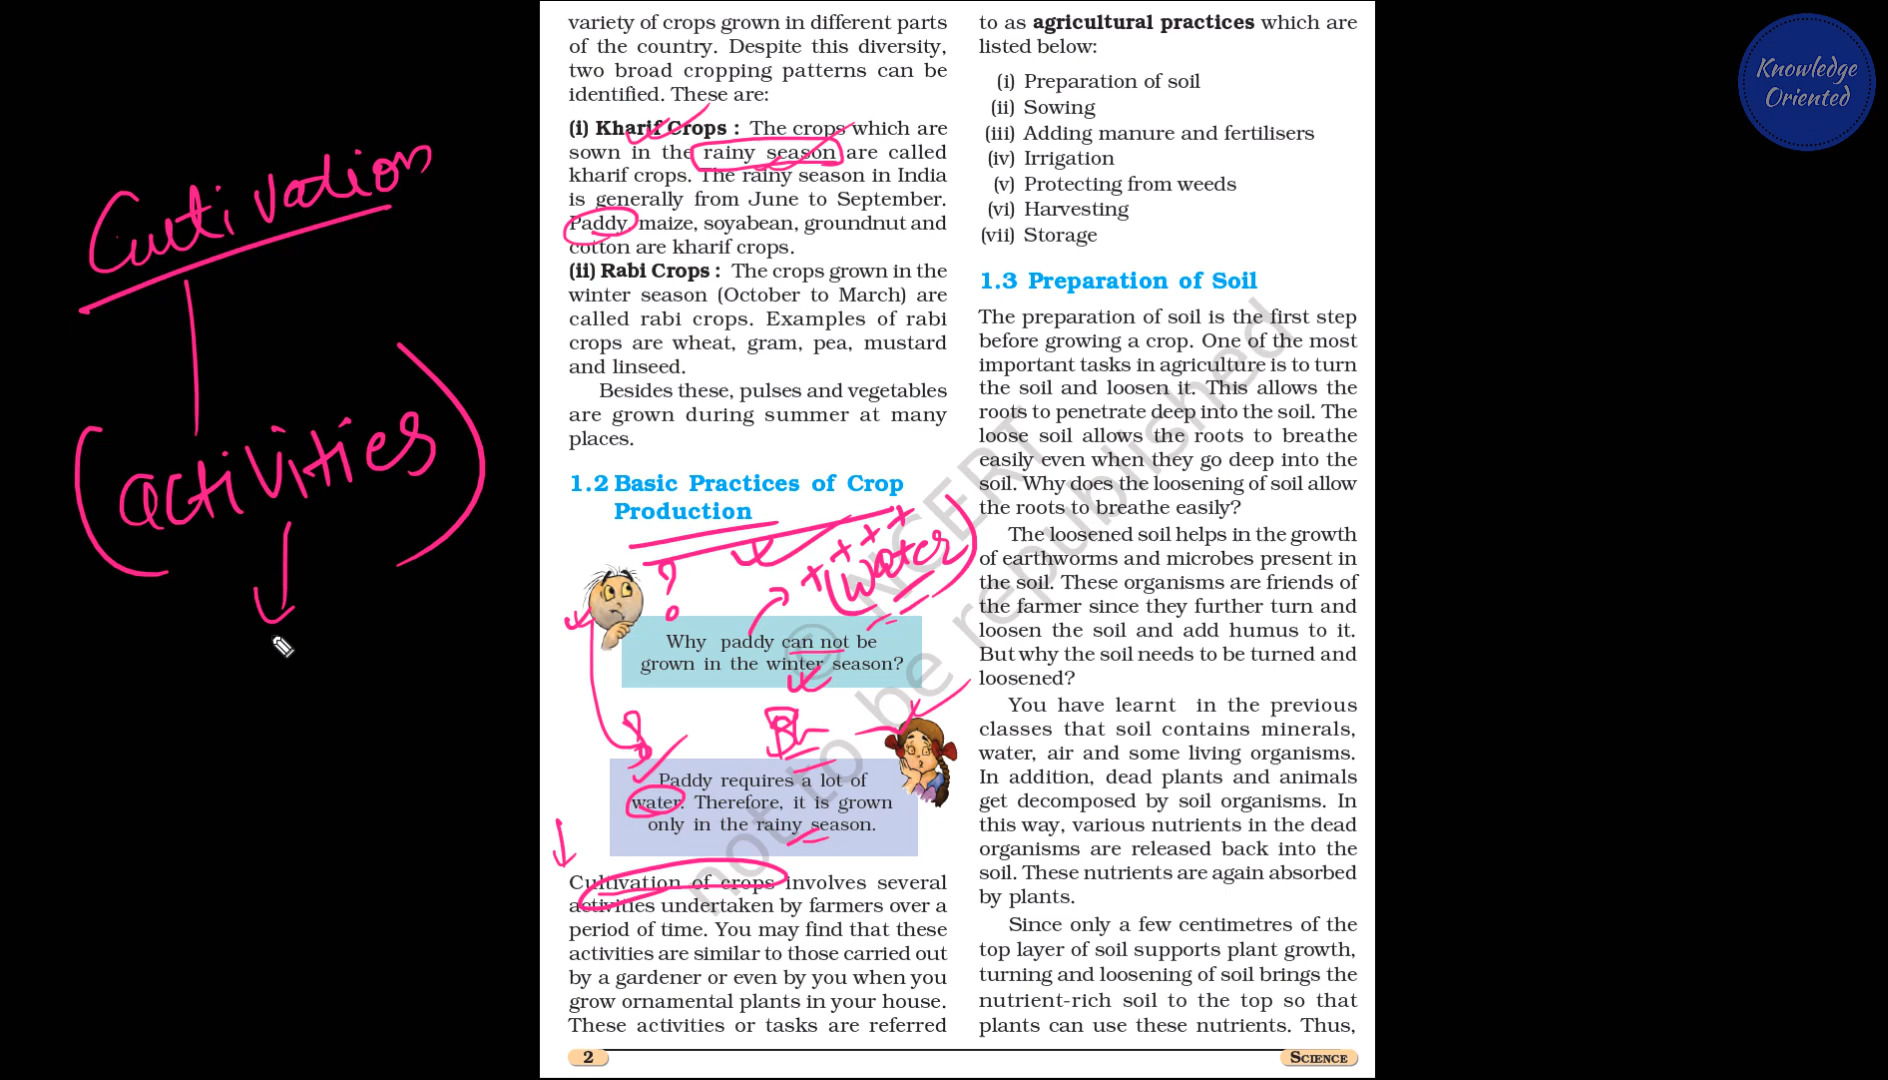 Cultivation
(activities)
variety of crops grown in different parts
of the country. Despite this diversity,
two broad cropping patterns can be
identified. These are:
(i) Kharif Crops : The crops which are
sown in the rainy season are called
kharif crops. The rainy season in India
is generally from June to September.
Paddy, maize, soyabean, groundnut and
cotton are kharif crops.
(ii) Rabi Crops : The crops grown in the
winter season (October to March) are
called rabi crops. Examples of rabi
crops are wheat, gram, pea, mustard
and linseed.
Besides these, pulses and vegetables
are grown during summer at many
places.
1.2 Basic Practices of Crop
Production
?
(water)
Why paddy can not be
grown in the winter season?
Paddy requires a lot of
water. Therefore, it is grown
only in the rainy season.
Cultivation of crops involves several
activities undertaken by farmers over a
period of time. You may find that these
activities are similar to those carried out
by a gardener or even by you when you
grow ornamental plants in your house.
These activities or tasks are referred
2
to as agricultural practices which are
listed below:
(i) Preparation of soil
(ii) Sowing
(iii) Adding manure and fertilisers
(iv) Irrigation
(v) Protecting from weeds
(vi) Harvesting
(vii) Storage
1.3 Preparation of Soil
The preparation of soil is the first step
before growing a crop. One of the most
important tasks in agriculture is to turn
the soil and loosen it. This allows the
roots to penetrate deep into the soil. The
loose soil allows the roots to breathe
easily even when they go deep into the
soil. Why does the loosening of soil allow
the roots to breathe easily?
The loosened soil helps in the growth
of earthworms and microbes present in
the soil. These organisms are friends of
the farmer since they further turn and
loosen the soil and add humus to it.
But why the soil needs to be turned and
loosened?
You have learnt in the previous
classes that soil contains minerals,
water, air and some living organisms.
In addition, dead plants and animals
get decomposed by soil organisms. In
this way, various nutrients in the dead
organisms are released back into the
soil. These nutrients are again absorbed
by plants.
Since only a few centimetres of the
top layer of soil supports plant growth,
turning and loosening of soil brings the
nutrient-rich soil to the top so that
plants can use these nutrients. Thus,
SCIENCE
© NCERT
not to be republished
Knowledge
Oriented